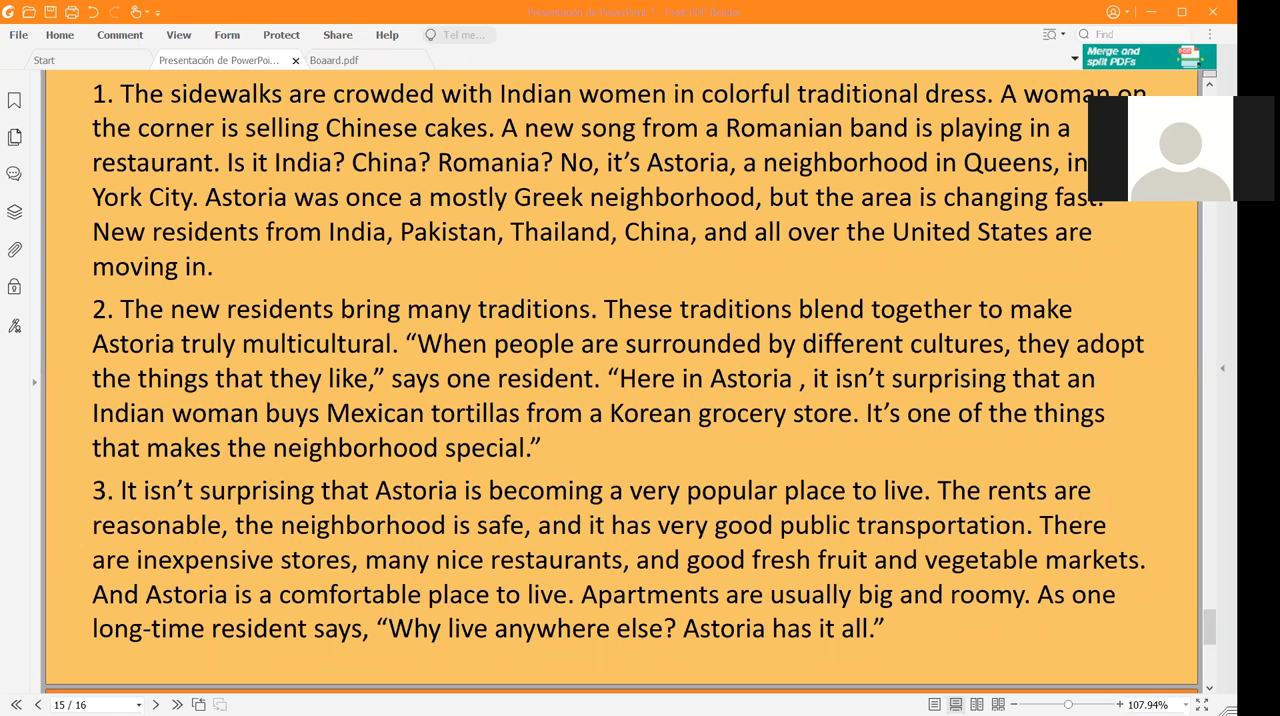 Presentación de PowerPoint * - Foxit PDF Reader
File Home Comment View Form Protect Share Help Tell me... Find
Start Presentación de PowerPoi... Boaard.pdf Merge and
split PDFs
1. The sidewalks are crowded with Indian women in colorful traditional dress. A woman on
the corner is selling Chinese cakes. A new song from a Romanian band is playing in a
restaurant. Is it India? China? Romania? No, it’s Astoria, a neighborhood in Queens, in
York City. Astoria was once a mostly Greek neighborhood, but the area is changing fast.
New residents from India, Pakistan, Thailand, China, and all over the United States are
moving in.
2. The new residents bring many traditions. These traditions blend together to make
Astoria truly multicultural. “When people are surrounded by different cultures, they adopt
the things that they like,” says one resident. “Here in Astoria , it isn’t surprising that an
Indian woman buys Mexican tortillas from a Korean grocery store. It’s one of the things
that makes the neighborhood special.”
3. It isn’t surprising that Astoria is becoming a very popular place to live. The rents are
reasonable, the neighborhood is safe, and it has very good public transportation. There
are inexpensive stores, many nice restaurants, and good fresh fruit and vegetable markets.
And Astoria is a comfortable place to live. Apartments are usually big and roomy. As one
long-time resident says, “Why live anywhere else? Astoria has it all.”
15 / 16 107.94%